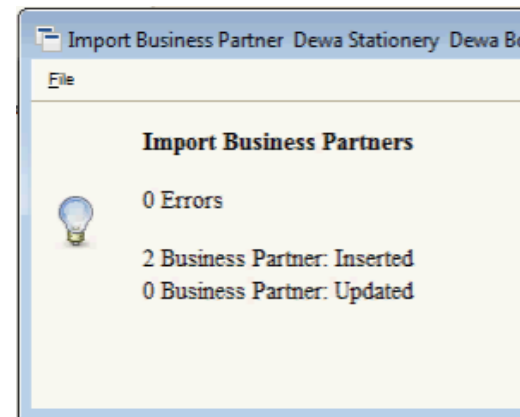 Import Business Partner Dewa Stationery Dewa
File
Import Business Partners
0 Errors
2 Business Partner: Inserted
0 Business Partner: Updated